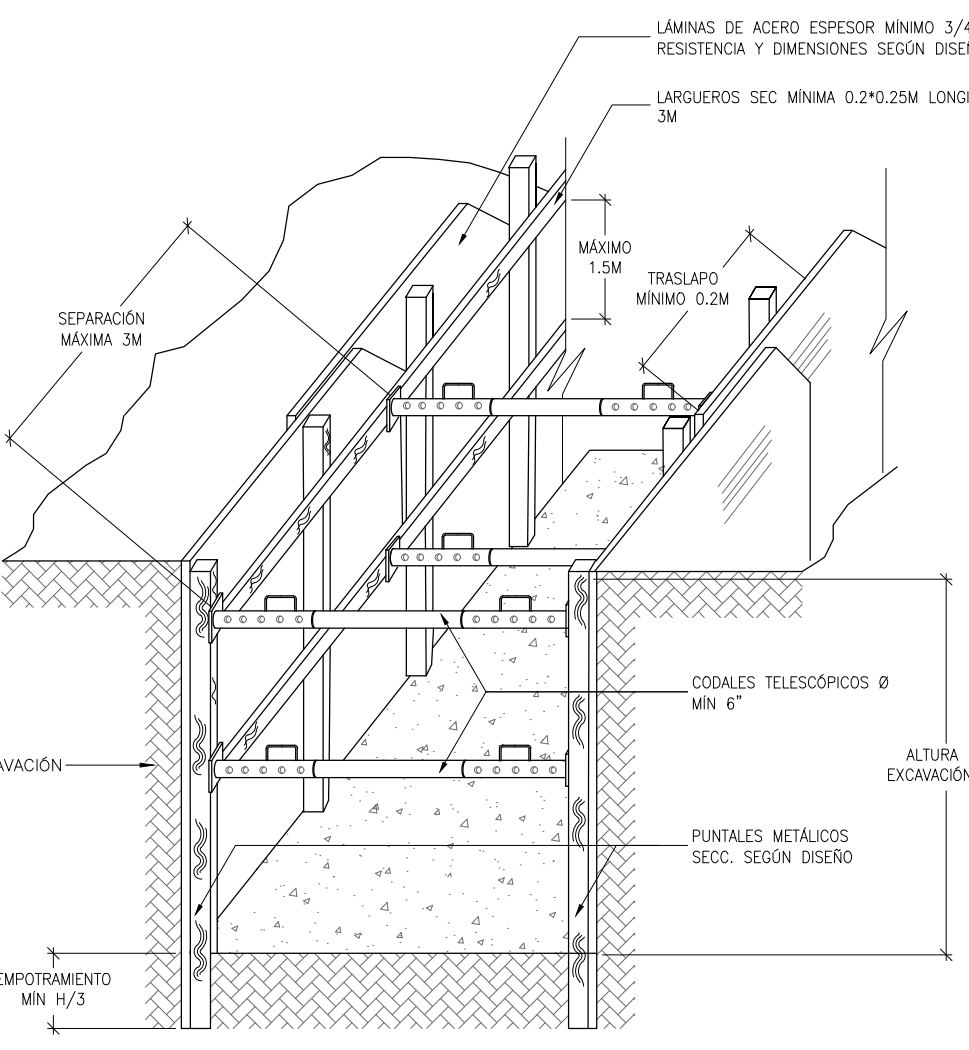 LÁMINAS DE ACERO ESPESOR MÍNIMO 3/4
RESISTENCIA Y DIMENSIONES SEGÚN
LARGUEROS SEC MÍNIMA 0.2*0.25M
3M
MÁXIMO
1.5M
TRASLAPO
MÍNIMO 0.2M
SEPARACIÓN
MÁXIMA 3M
CODALES TELESCÓPICOS Ø
MÍN 6"
ALTURA
EXCAVACIÓN
PUNTALES METÁLICOS
SECC. SEGÚN DISEÑO
EMPOTRAMIENTO
MÍN H/3